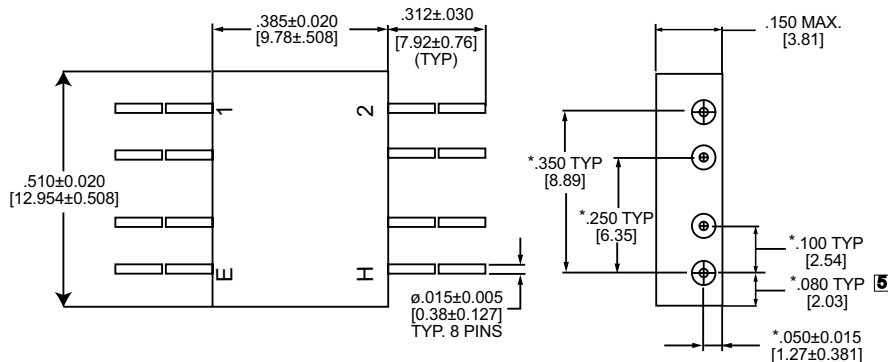 .385±0.020
[9.78±.508]
.312±.030
[7.92±0.76]
(TYP)
.150 MAX.
[3.81]
1
2
.510±0.020
[12.954±0.508]
E
H
ø.015±0.005
[0.38±0.127]
TYP. 8 PINS
*.350 TYP
[8.89]
*.250 TYP
[6.35]
*.100 TYP
[2.54]
*.080 TYP 5
[2.03]
*.050±0.015
[1.27±0.381]